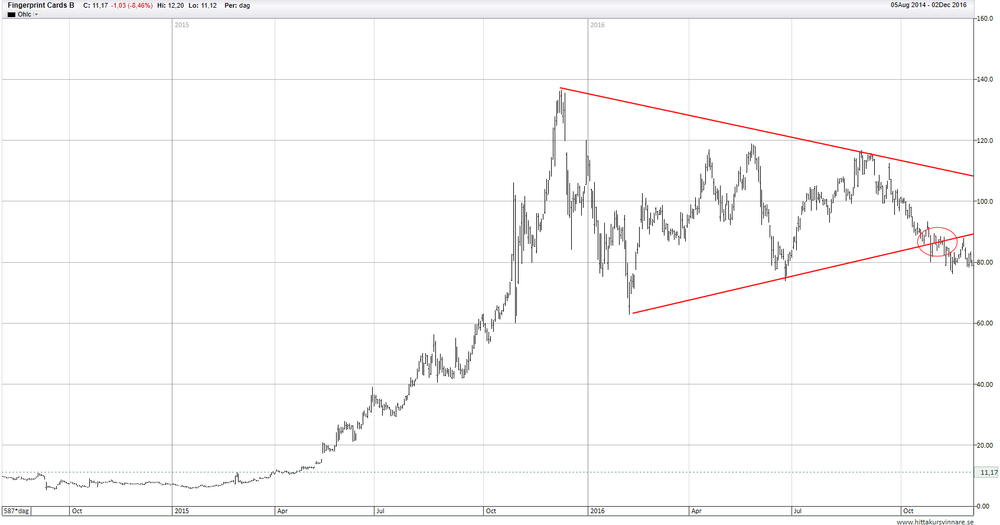 Fingerprint Cards B C: 11,17 -1,03 (-8,46%) Hi: 12,20 Lo: 11,12 Per: dag 05Aug 2014 - 02Dec 2016
Ohlc
2015 2016
160.0
140.0
120.0
100.0
80.00
60.00
40.00
20.00
11,17
0.00
587*dag Oct 2015 Apr Jul Oct 2016 Apr Jul Oct
www.hittakursvinnare.se